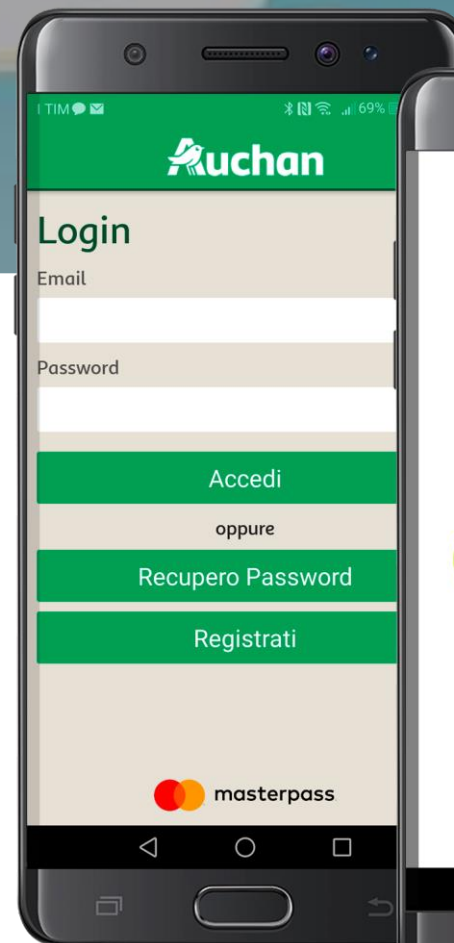 TIM 69%
Auchan
Login
Email
Password
Accedi
oppure
Recupero Password
Registrati
masterpass